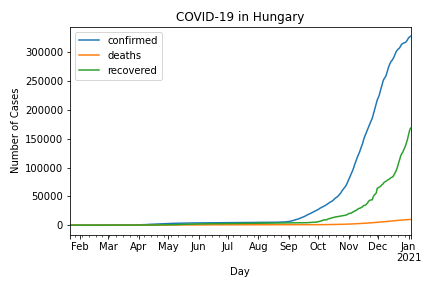 COVID-19 in Hungary
confirmed
deaths
recovered
Number of Cases
300000
250000
200000
150000
100000
50000
0
Feb Mar Apr May Jun Jul Aug Sep Oct Nov Dec Jan
2021
Day